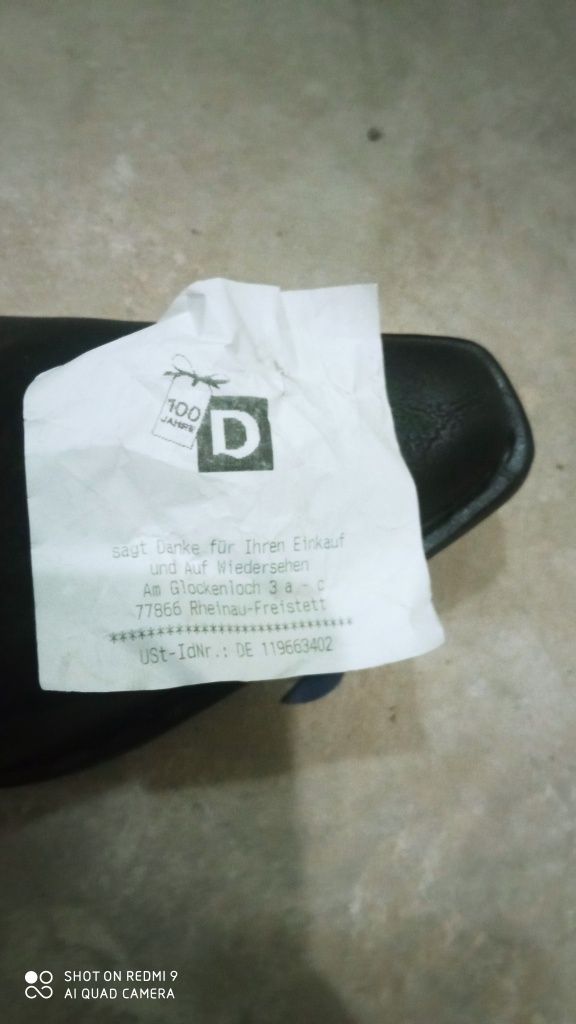 100
JAHRE
D
sagt Danke für Ihren Einkauf
und Auf Wiedersehen
Am Glockenloch 3 a - c
77866 Rheinau-Freistett
**************************
USt-IdNr.: DE 119663402
SHOT ON REDMI 9
AI QUAD CAMERA